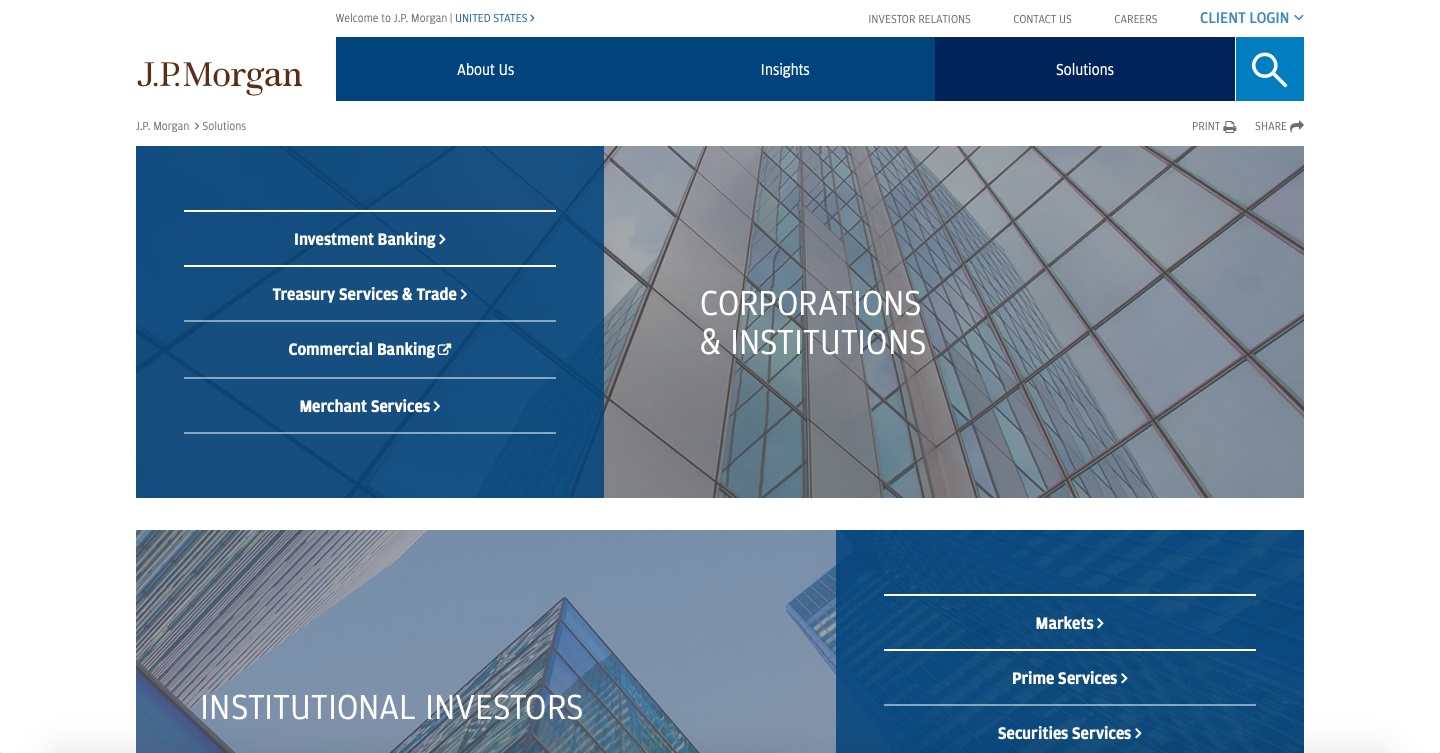 Welcome to J.P. Morgan | UNITED STATES
INVESTOR RELATIONS
CONTACT US
CAREERS
CLIENT LOGIN
J.P.Morgan
About Us
Insights
Solutions
J.P. Morgan > Solutions
PRINT
SHARE
Investment Banking
Treasury Services & Trade
Commercial Banking
Merchant Services
CORPORATIONS
& INSTITUTIONS
INSTITUTIONAL INVESTORS
Markets
Prime Services
Securities Services